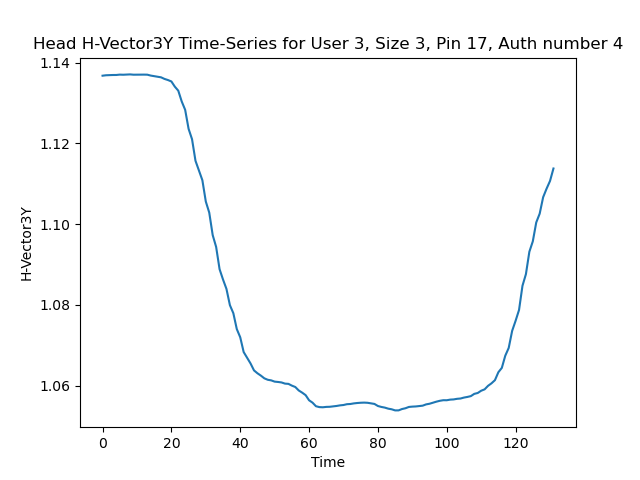 Head H-Vector3Y Time-Series for User 3, Size 3, Pin 17, Auth number 4
1.14
1.12
1.10
1.08
1.06
H-Vector3Y
0 20 40 60 80 100 120
Time